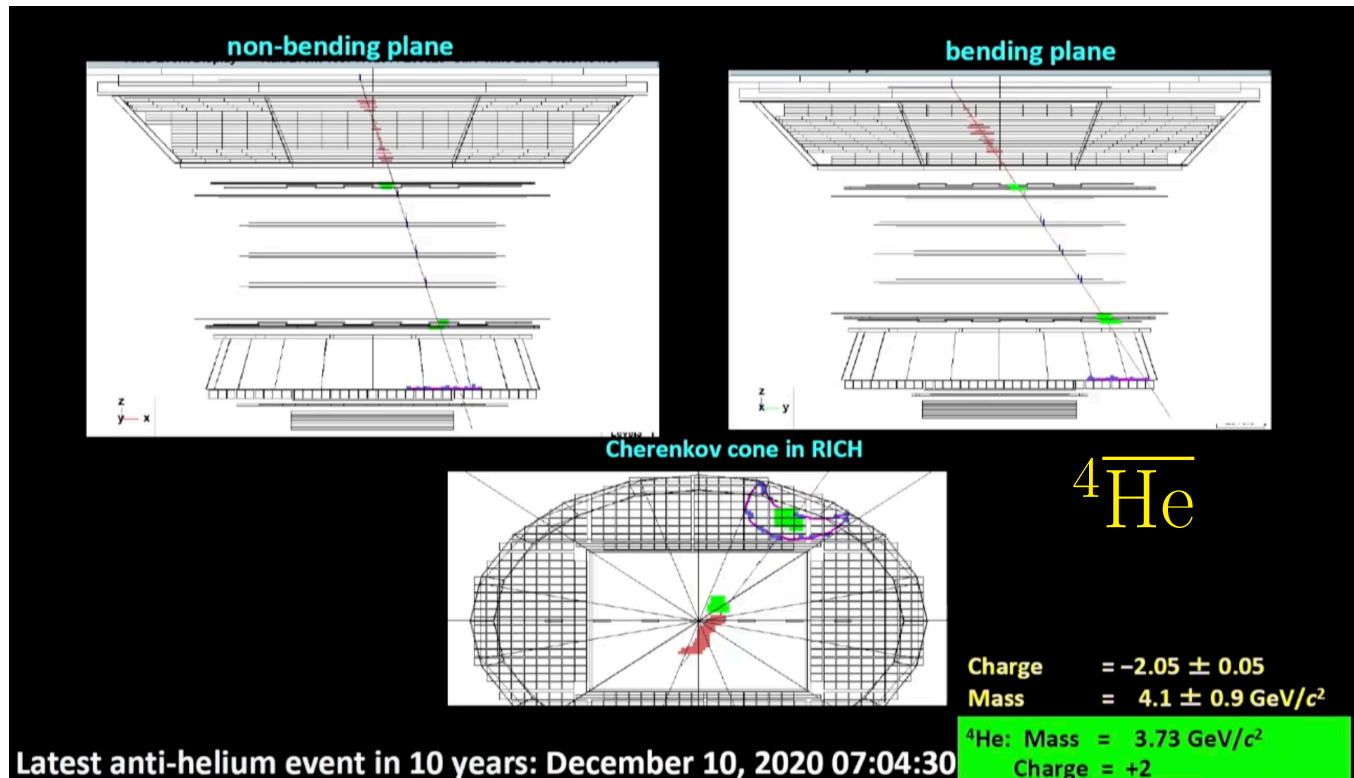 non-bending plane
bending plane
z
y x
z
x y
Cherenkov cone in RICH
⁴H̅e̅
Charge = −2.05 ± 0.05
Mass = 4.1 ± 0.9 GeV/c²
⁴He: Mass = 3.73 GeV/c²
Charge = +2
Latest anti-helium event in 10 years: December 10, 2020 07:04:30